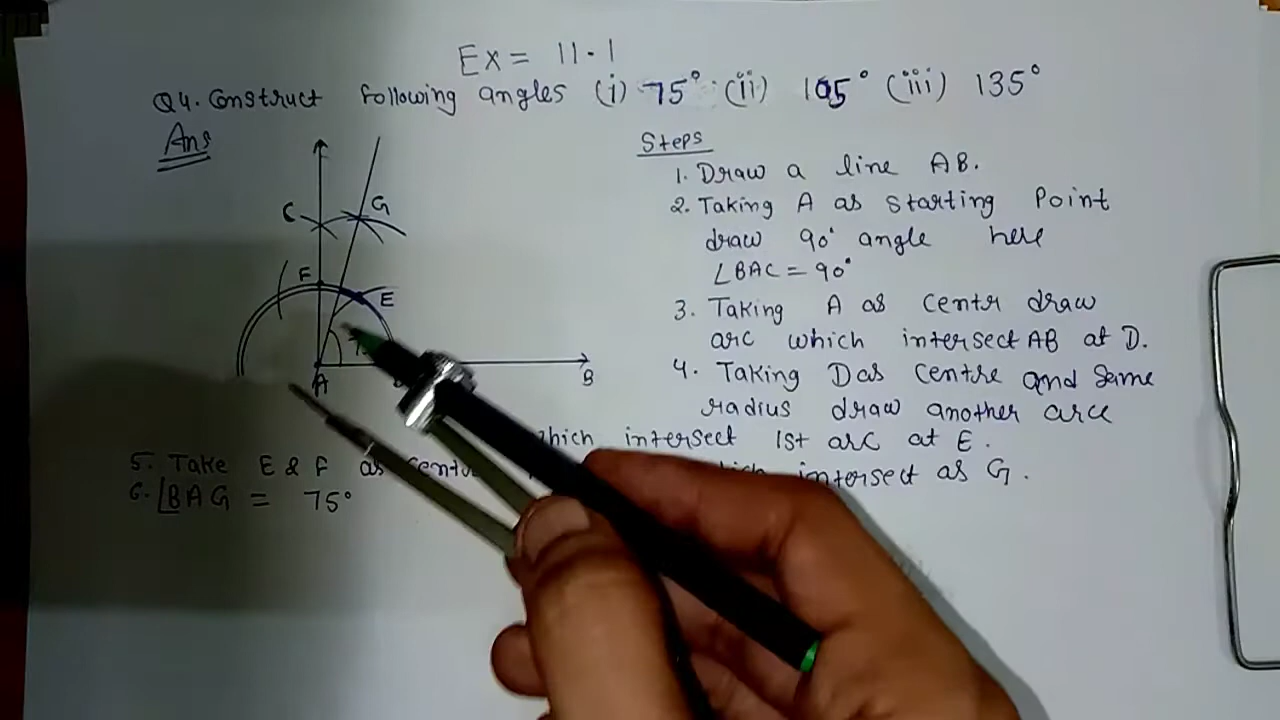 Ex = 11.1
Q4. Construct following angles (i) 75° (ii) 105° (iii) 135°
Ans
C
G
F
E
A
B
Steps
1. Draw a line AB.
2. Taking A as starting Point
draw 90° angle here
∠BAC = 90°
3. Taking A as centr draw
arc which intersect AB at D.
4. Taking D as centre and same
radius draw another arce
which intersect 1st arc at E.
5. Take E & F as intersect as G.
6. ∠BAG = 75°